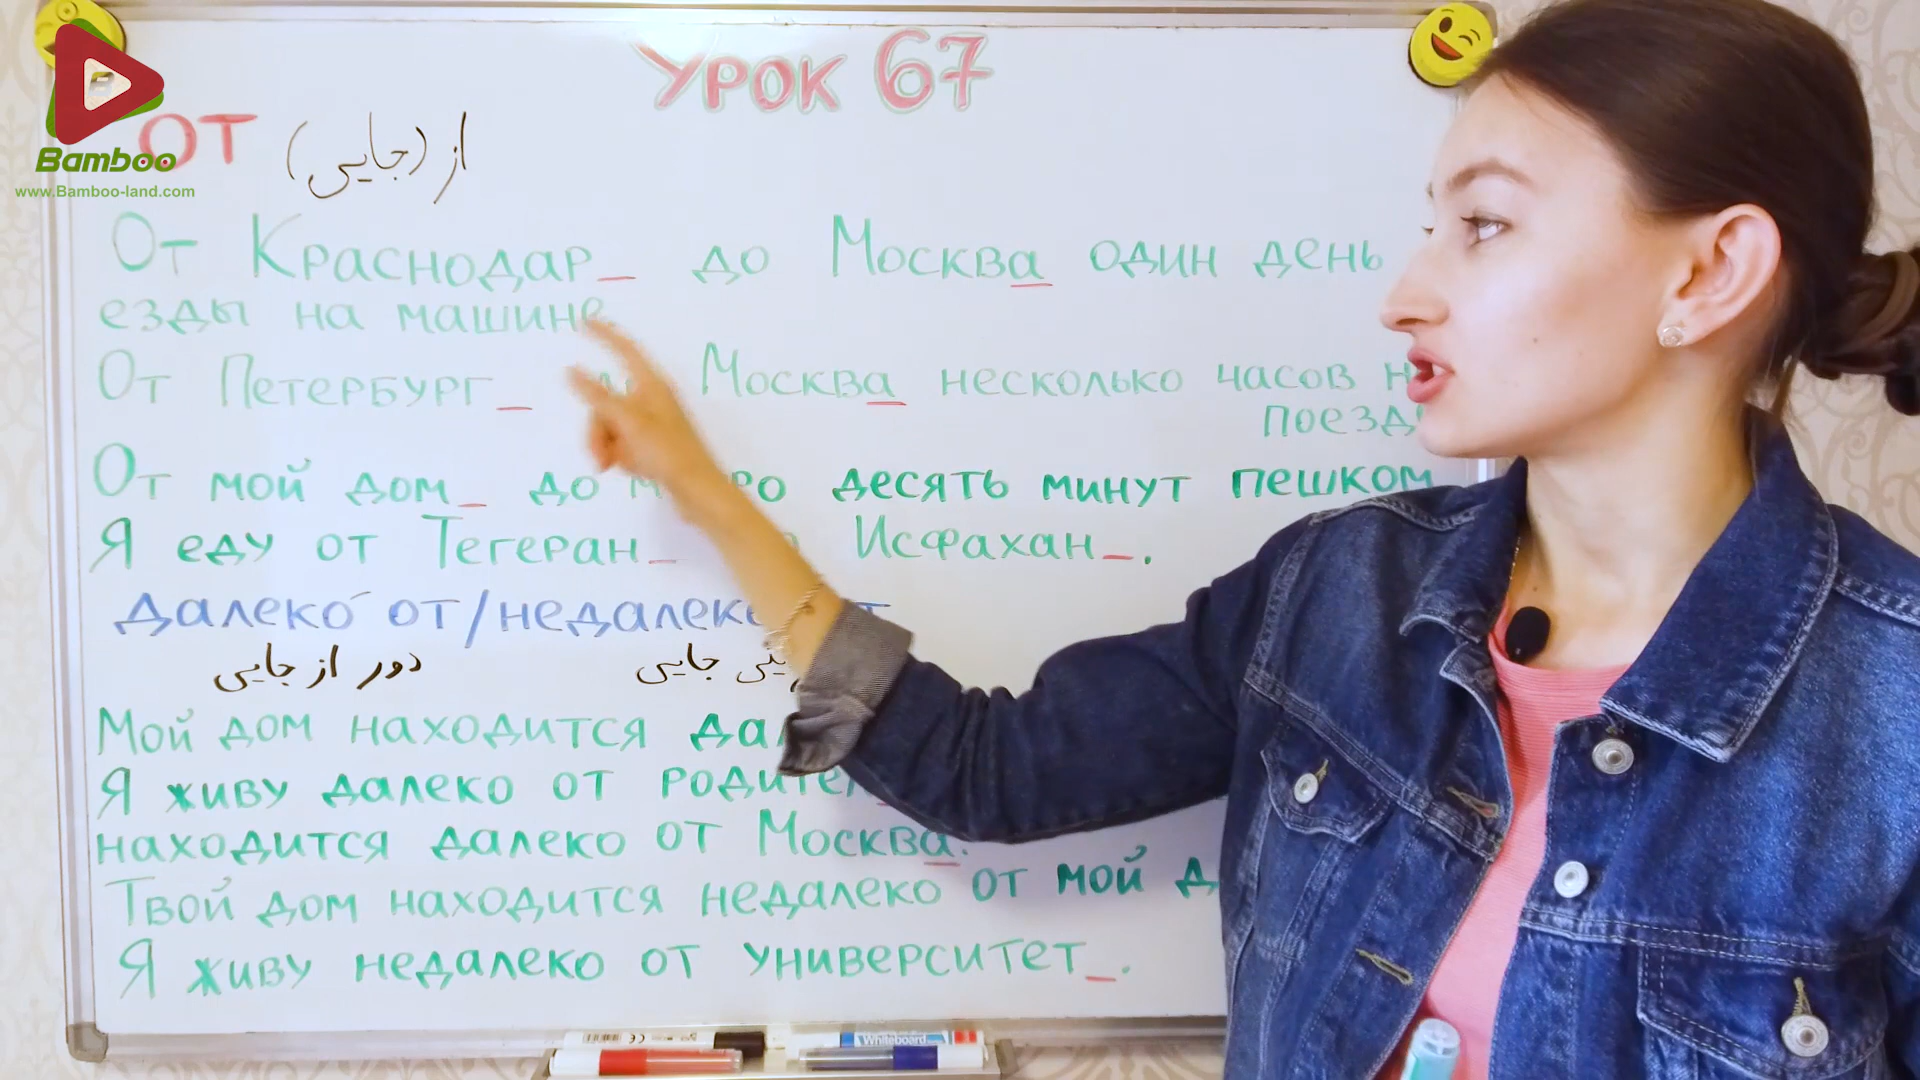 Урок 67
Bamboo
www.Bamboo-land.com
ОТ از (جایی)
От Краснодар_ до Москва один день
езды на машине.
От Петербург_ Москва несколько часов
От мой дом_ до десять минут пешком
Я еду от Тегеран_ Исфахан_.
Далеко́ от/недалеко
دور از جایی جایی
Мой дом находится
Я живу далеко от
находится далеко от Москва.
Твой дом находится недалеко от мой
Я живу недалеко от университет_.
Whiteboard